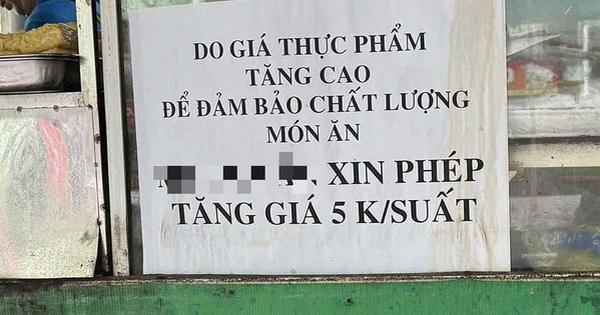 DO GIÁ THỰC PHẨM
TĂNG CAO
ĐỂ ĐẢM BẢO CHẤT LƯỢNG
MÓN ĂN
XIN PHÉP
TĂNG GIÁ 5 K/SUẤT